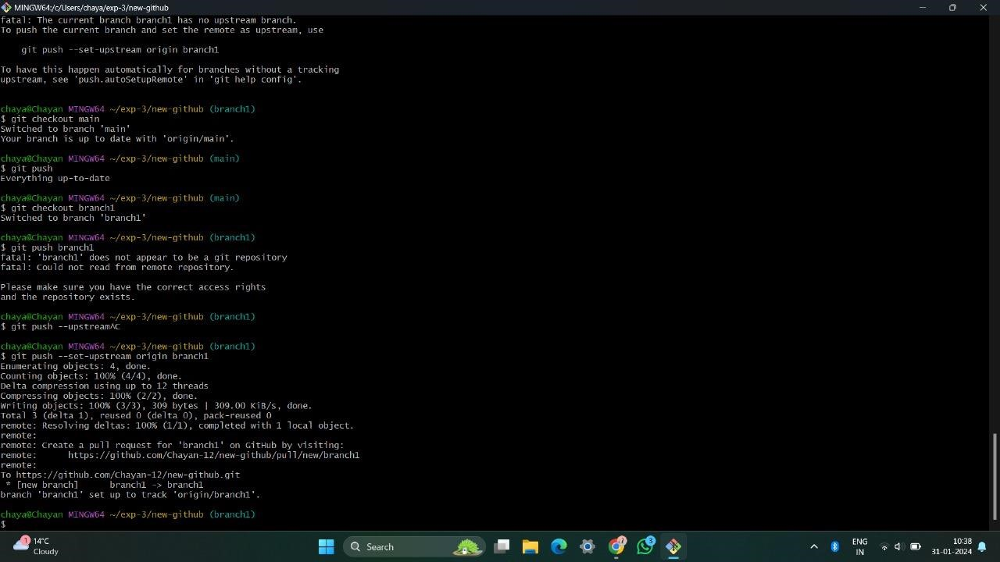 MINGW64:/c/Users/chaya/exp-3/new-github
fatal: The current branch branch1 has no upstream branch.
To push the current branch and set the remote as upstream, use
    git push --set-upstream origin branch1
To have this happen automatically for branches without a tracking
upstream, see 'push.autoSetupRemote' in 'git help config'.
chaya@Chayan MINGW64 ~/exp-3/new-github (branch1)
$ git checkout main
Switched to branch 'main'
Your branch is up to date with 'origin/main'.
chaya@Chayan MINGW64 ~/exp-3/new-github (main)
$ git push
Everything up-to-date
chaya@Chayan MINGW64 ~/exp-3/new-github (main)
$ git checkout branch1
Switched to branch 'branch1'
chaya@Chayan MINGW64 ~/exp-3/new-github (branch1)
$ git push branch1
fatal: 'branch1' does not appear to be a git repository
fatal: Could not read from remote repository.
Please make sure you have the correct access rights
and the repository exists.
chaya@Chayan MINGW64 ~/exp-3/new-github (branch1)
$ git push --upstream^C
chaya@Chayan MINGW64 ~/exp-3/new-github (branch1)
$ git push --set-upstream origin branch1
Enumerating objects: 4, done.
Counting objects: 100% (4/4), done.
Delta compression using up to 12 threads
Compressing objects: 100% (2/2), done.
Writing objects: 100% (3/3), 309 bytes | 309.00 KiB/s, done.
Total 3 (delta 1), reused 0 (delta 0), pack-reused 0
remote: Resolving deltas: 100% (1/1), completed with 1 local object.
remote:
remote: Create a pull request for 'branch1' on GitHub by visiting:
remote:      https://github.com/Chayan-12/new-github/pull/new/branch1
remote:
To https://github.com/Chayan-12/new-github.git
 * [new branch]      branch1 -> branch1
branch 'branch1' set up to track 'origin/branch1'.
chaya@Chayan MINGW64 ~/exp-3/new-github (branch1)
$
1
14°C
Cloudy
Search
3
ENG
IN
10:38
31-01-2024